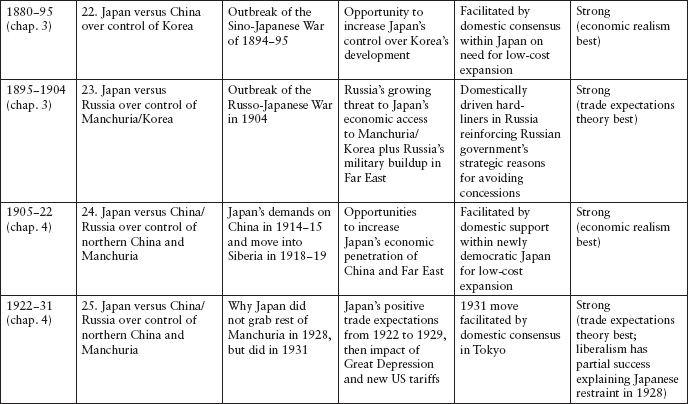 1880–95
(chap. 3)
22. Japan versus China
over control of Korea
Outbreak of the
Sino-Japanese War
of 1894–95
Opportunity to
increase Japan's
control over Korea's
development
Facilitated by
domestic consensus
within Japan on
need for low-cost
expansion
Strong
(economic realism
best)
1895–1904
(chap. 3)
23. Japan versus
Russia over control of
Manchuria/Korea
Outbreak of the
Russo-Japanese War
in 1904
Russia's growing
threat to Japan's
economic access
to Manchuria/
Korea plus Russia's
military buildup in
Far East
Domestically
driven hard-
liners in Russia
reinforcing Russian
government's
strategic reasons
for avoiding
concessions
Strong
(trade expectations
theory best)
1905–22
(chap. 4)
24. Japan versus China/
Russia over control of
northern China and
Manchuria
Japan's demands on
China in 1914–15
and move into
Siberia in 1918–19
Opportunities
to increase
Japan's economic
penetration of
China and Far East
Facilitated by
domestic support
within newly
democratic Japan
for low-cost
expansion
Strong
(economic realism
best)
1922–31
(chap. 4)
25. Japan versus China/
Russia over control of
northern China and
Manchuria
Why Japan did
not grab rest of
Manchuria in 1928,
but did in 1931
Japan's positive
trade expectations
from 1922 to 1929,
then impact of
Great Depression
and new US tariffs
1931 move
facilitated by
domestic consensus
in Tokyo
Strong
(trade expectations
theory best;
liberalism has
partial success
explaining Japanese
restraint in 1928)